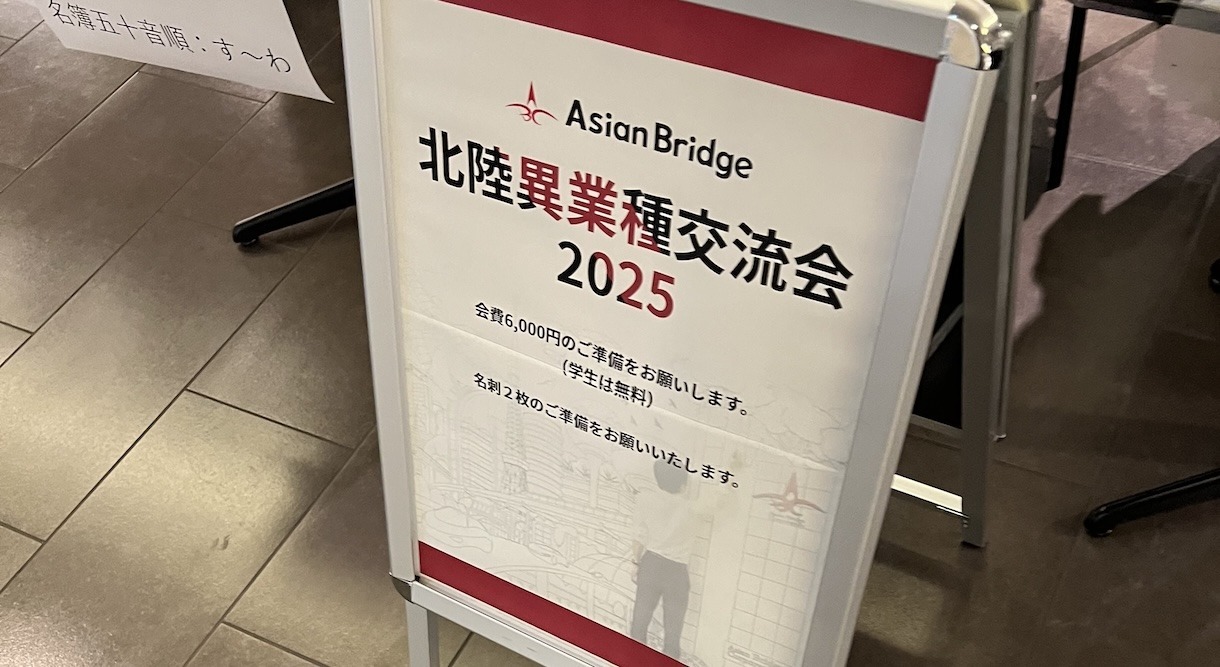 名簿五十音順：す～わ
Asian Bridge
北陸異業種交流会
2025
会費6,000円のご準備をお願いします。
(学生は無料)
名刺２枚のご準備をお願いいたします。